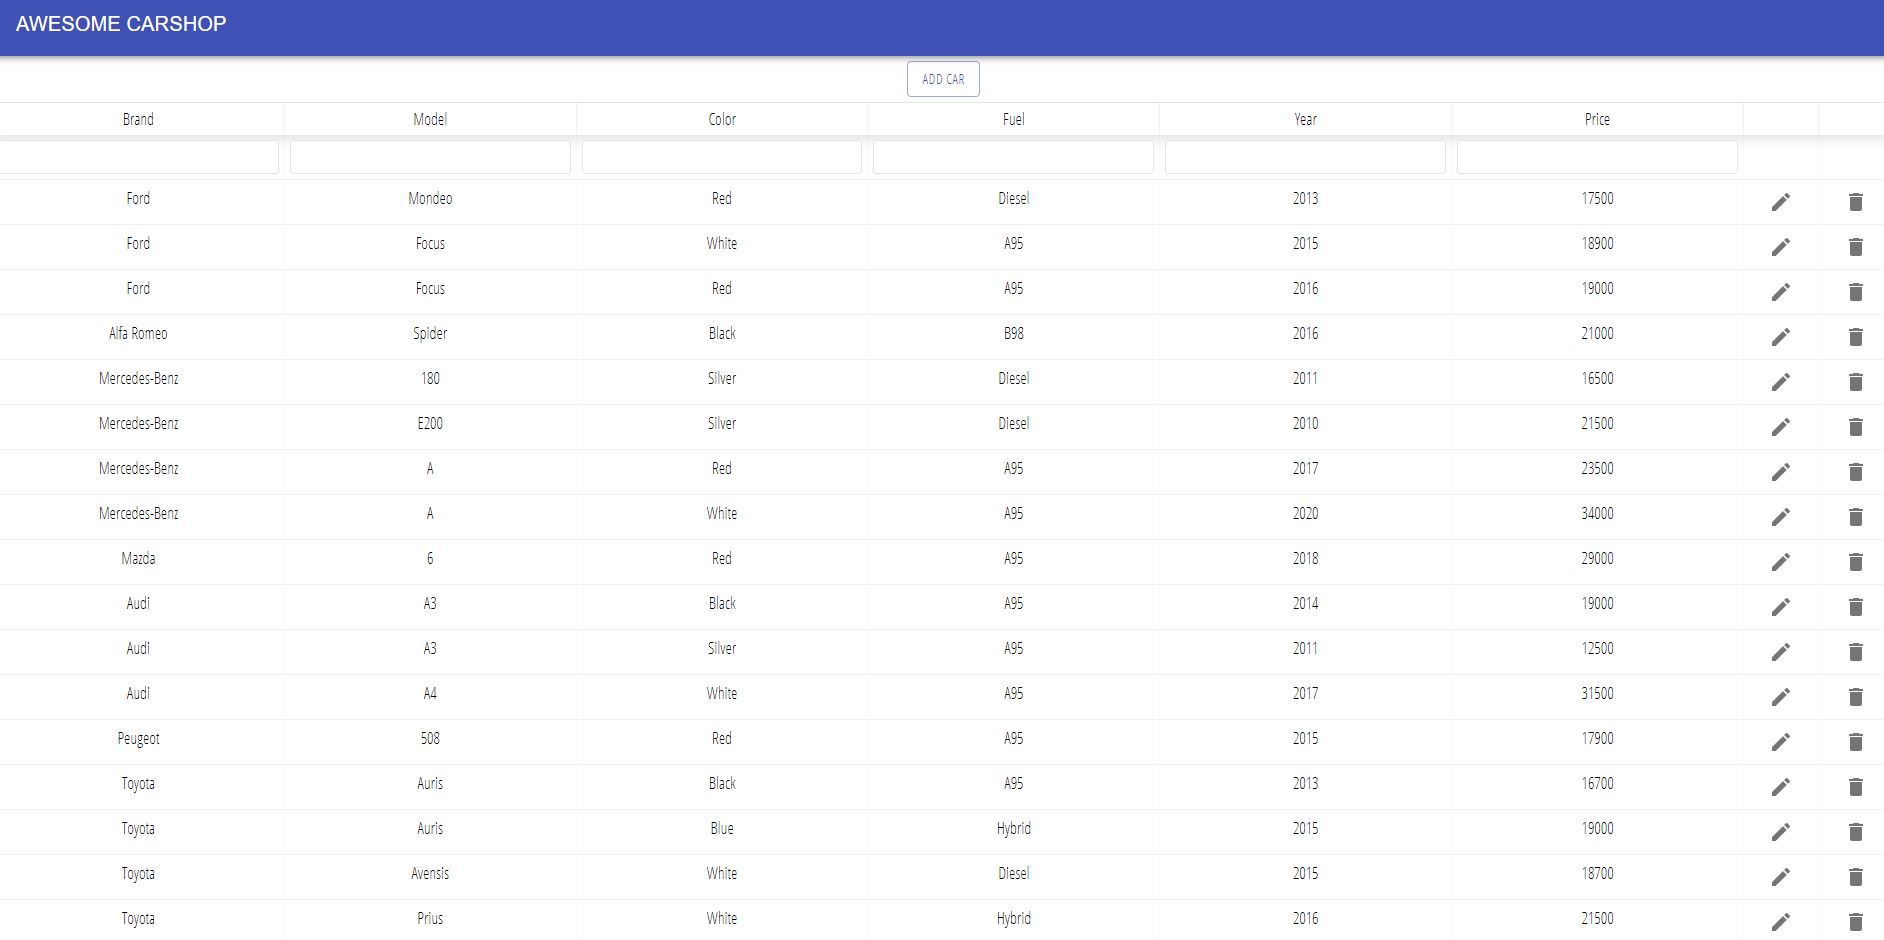 AWESOME CARSHOP
ADD CAR
Brand Model Color Fuel Year Price
Ford Mondeo Red Diesel 2013 17500
Ford Focus White A95 2015 18900
Ford Focus Red A95 2016 19000
Alfa Romeo Spider Black B98 2016 21000
Mercedes-Benz 180 Silver Diesel 2011 16500
Mercedes-Benz E200 Silver Diesel 2010 21500
Mercedes-Benz A Red A95 2017 23500
Mercedes-Benz A White A95 2020 34000
Mazda 6 Red A95 2018 29000
Audi A3 Black A95 2014 19000
Audi A3 Silver A95 2011 12500
Audi A4 White A95 2017 31500
Peugeot 508 Red A95 2015 17900
Toyota Auris Black A95 2013 16700
Toyota Auris Blue Hybrid 2015 19000
Toyota Avensis White Diesel 2015 18700
Toyota Prius White Hybrid 2016 21500